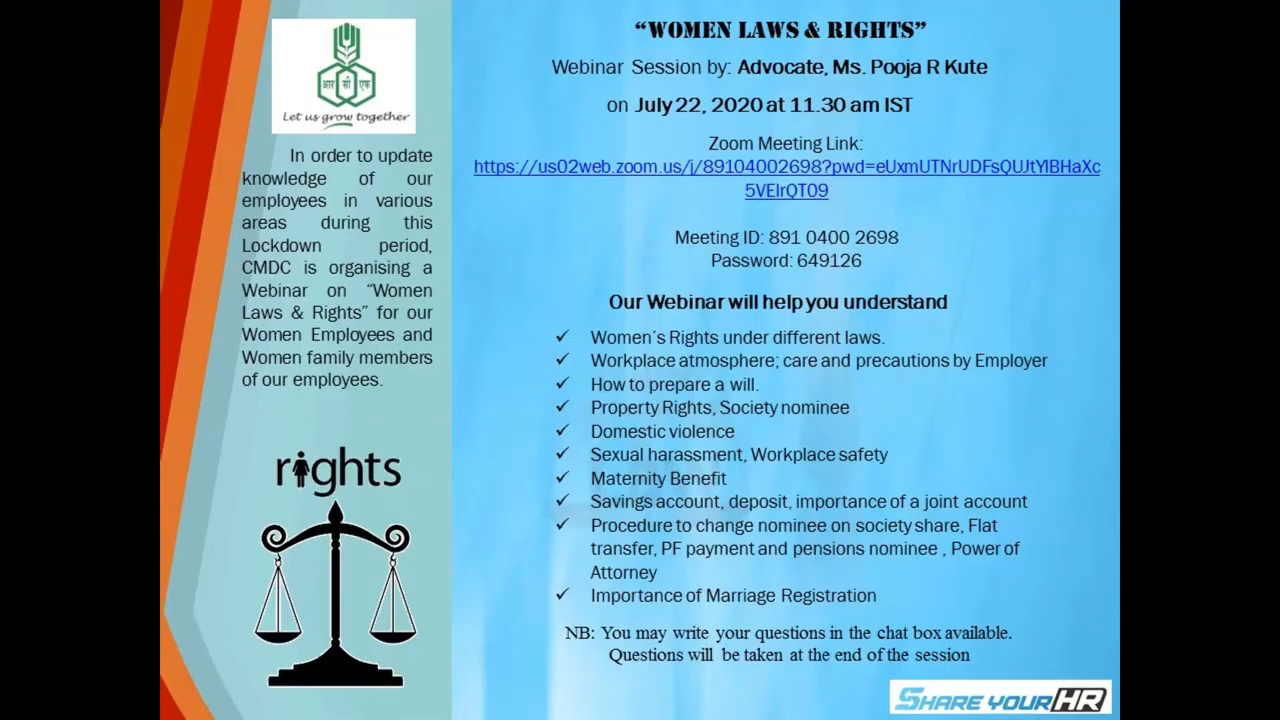 आर सी एफ
Let us grow together
In order to update
knowledge of our
employees in various
areas during this
Lockdown period,
CMDC is organising a
Webinar on “Women
Laws & Rights” for our
Women Employees and
Women family members
of our employees.
rights
“WOMEN LAWS & RIGHTS”
Webinar Session by: Advocate, Ms. Pooja R Kute
on July 22, 2020 at 11.30 am IST
Zoom Meeting Link:
https://us02web.zoom.us/j/89104002698?pwd=eUxmUTNrUDFsQUJtYlBHaXc
5VElrQT09
Meeting ID: 891 0400 2698
Password: 649126
Our Webinar will help you understand
✓ Women’s Rights under different laws.
✓ Workplace atmosphere; care and precautions by Employer
✓ How to prepare a will.
✓ Property Rights, Society nominee
✓ Domestic violence
✓ Sexual harassment, Workplace safety
✓ Maternity Benefit
✓ Savings account, deposit, importance of a joint account
✓ Procedure to change nominee on society share, Flat
transfer, PF payment and pensions nominee , Power of
Attorney
✓ Importance of Marriage Registration
NB: You may write your questions in the chat box available.
Questions will be taken at the end of the session
SHARE YOUR HR